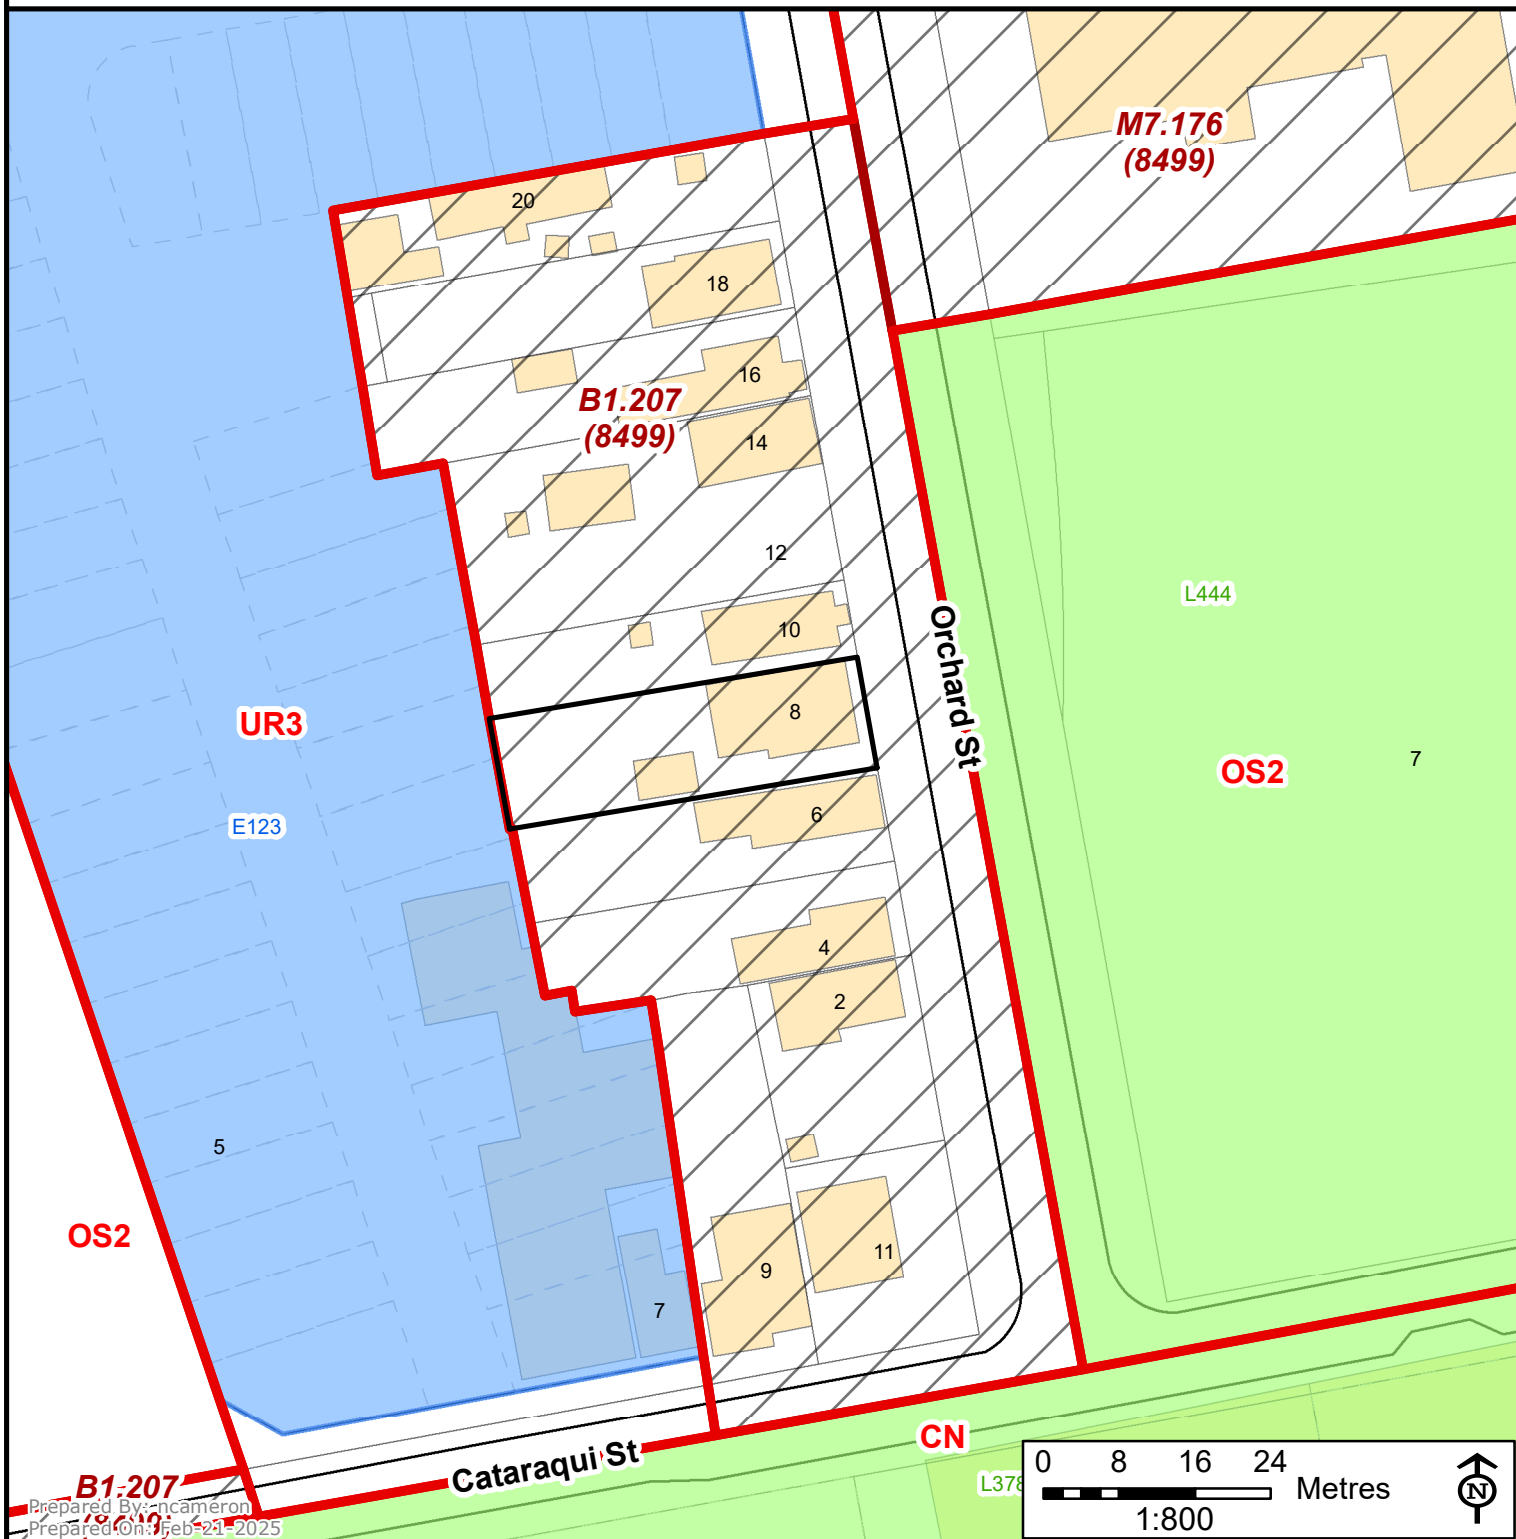 M7.176
(8499)
20
18
16
B1.207
(8499)
14
12
L444
10
Orchard St
8
UR3
7
OS2
6
E123
4
2
5
OS2
11
9
7
CN
Cataraqui St
B1.207
(8499)
Prepared By: ncameron
Prepared On: Feb-21-2025
L378
0 8 16 24
Metres
1:800
N